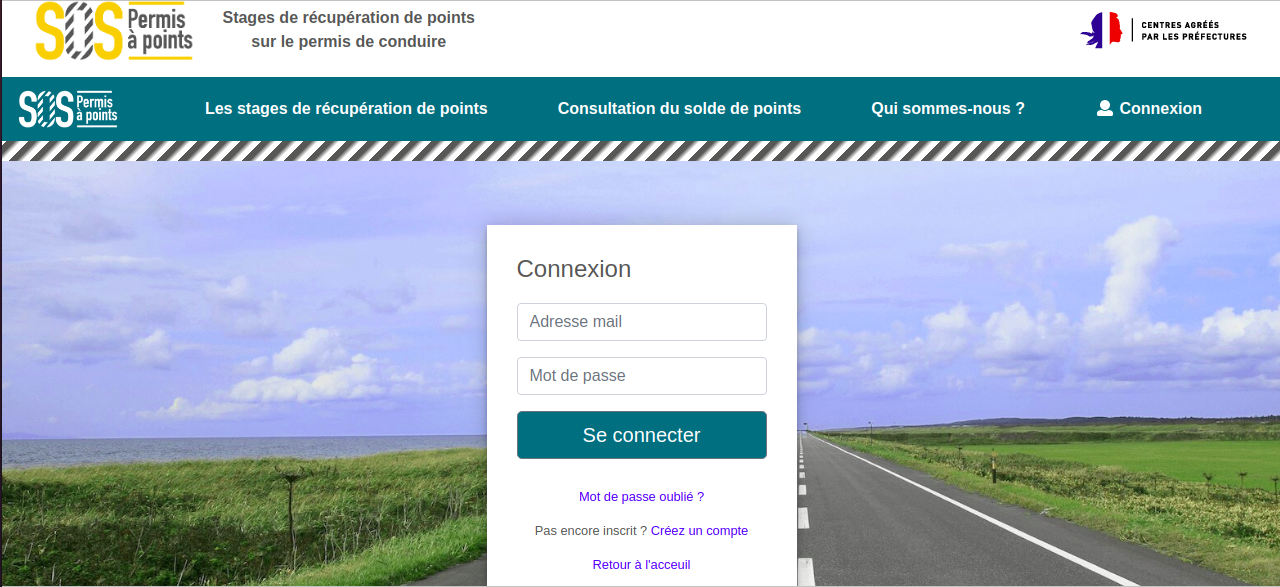 SOS Permis à points
Stages de récupération de points
sur le permis de conduire
CENTRES AGRÉÉS
PAR LES PRÉFECTURES
SOS Permis à points
Les stages de récupération de points
Consultation du solde de points
Qui sommes-nous ?
Connexion
Connexion
Adresse mail
Mot de passe
Se connecter
Mot de passe oublié ?
Pas encore inscrit ? Créez un compte
Retour à l'acceuil